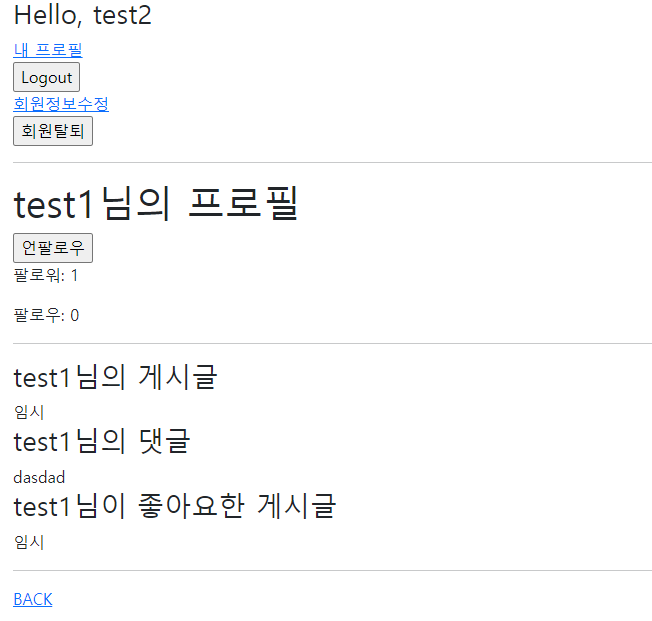 Hello, test2
내 프로필
Logout
회원정보수정
회원탈퇴
test1님의 프로필
언팔로우
팔로워: 1
팔로우: 0
test1님의 게시글
임시
test1님의 댓글
dasdad
test1님이 좋아요한 게시글
임시
BACK